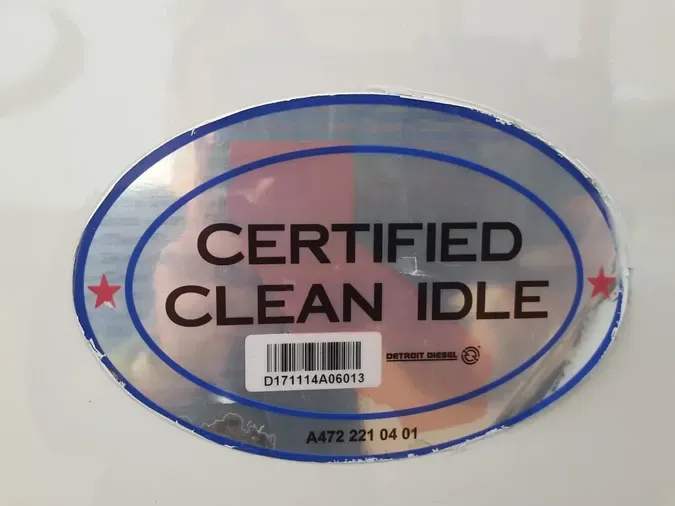 CERTIFIED
CLEAN IDLE
D171114A06013
DETROIT DIESEL
A472 221 04 01